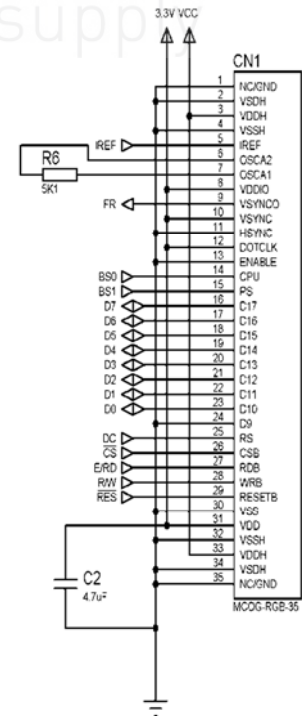 supply
3.3V VCC
CN1
1 NC/GND
2 VSDH
3 VDDH
4 VSSH
IREF 5 IREF
6 OSCA2
R6 7 OSCA1
5K1
8 VDDIO
FR 9 VSYNCO
10 VSYNC
11 HSYNC
12 DOTCLK
13 ENABLE
BS0 14 CPU
BS1 15 PS
D7 16 C17
D6 17 C16
D5 18 C15
D4 19 C14
D3 20 C13
D2 21 C12
D1 22 C11
D0 23 C10
24 D9
DC 25 RS
CS 26 CSB
E/RD 27 RDB
R/W 28 WRB
RES 29 RESETB
30 VSS
31 VDD
32 VSSH
33 VDDH
34 VSDH
35 NC/GND
C2
4.7uF
MCOG-RGB-35